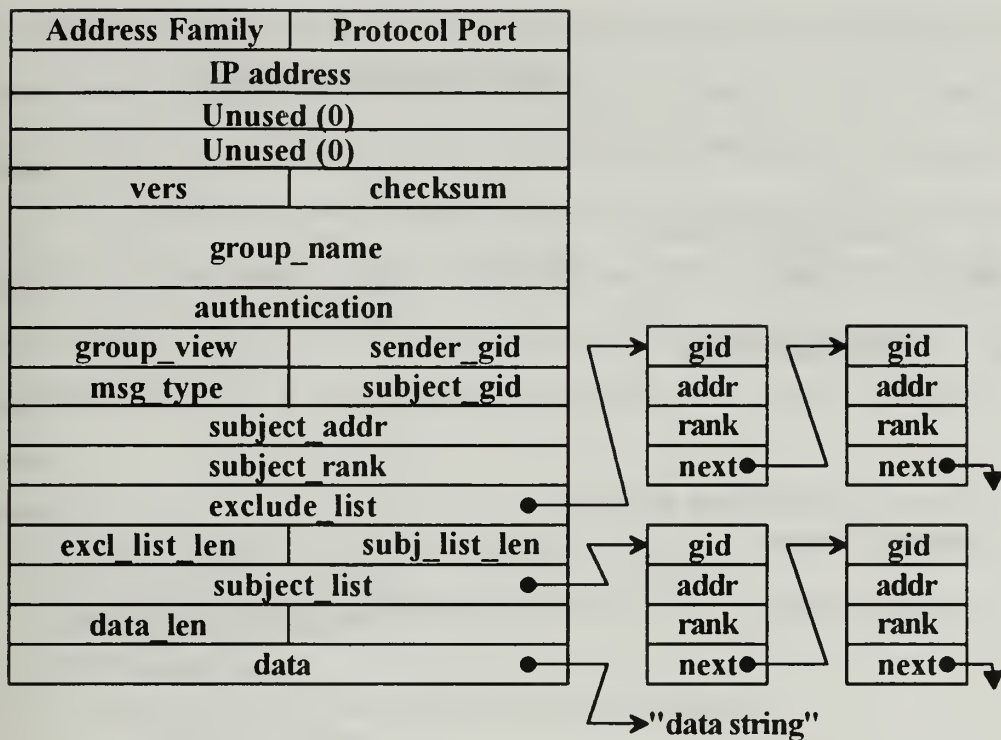 Address Family Protocol Port
IP address
Unused (0)
Unused (0)
vers checksum
group_name
authentication
group_view sender_gid
msg_type subject_gid
subject_addr
subject_rank
exclude_list
excl_list_len subj_list_len
subject_list
data_len
data
gid
addr
rank
next
gid
addr
rank
next
gid
addr
rank
next
gid
addr
rank
next
"data string"